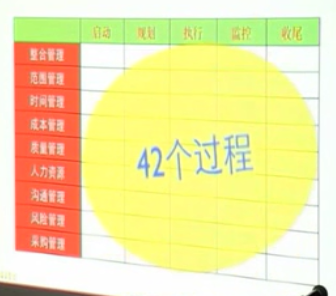 启动 规划 执行 监控 收尾
整合管理
范围管理
时间管理
成本管理
质量管理
人力资源
沟通管理
风险管理
采购管理
42个过程